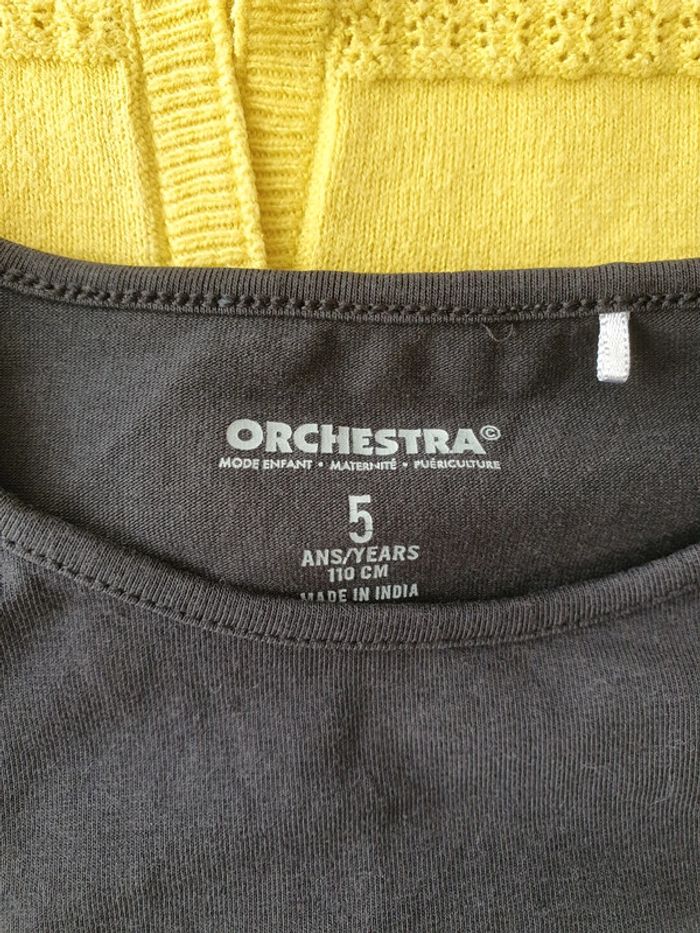 ORCHESTRA©
MODE ENFANT • MATERNITÉ • PUÉRICULTURE
5
ANS/YEARS
110 CM
MADE IN INDIA